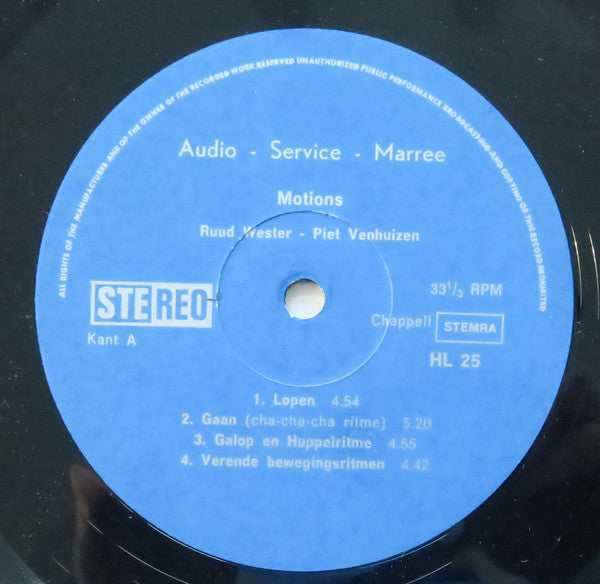 ALL RIGHTS OF THE MANUFACTURER AND OF THE OWNER OF THE RECORDED WORK RESERVED UNAUTHORIZED PUBLIC PERFORMANCE BROADCASTING AND COPYING OF THIS RECORD PROHIBITED
Audio - Service - Marree
Motions
Ruud Wester - Piet Venhuizen
STEREO
33 1/3 RPM
Kant A
Chappell STEMRA
HL 25
1. Lopen 4.54
2. Gaan (cha-cha-cha ritme) 5.20
3. Galop en Huppelritme 4.55
4. Verende bewegingsritmen 4.42